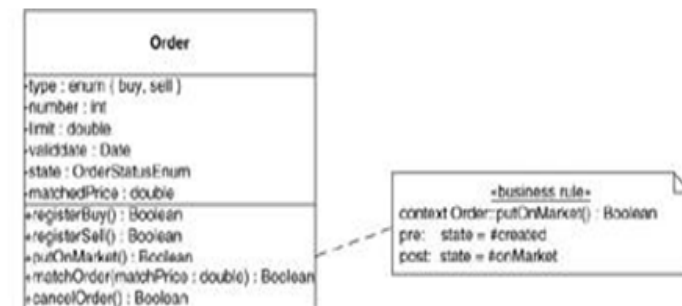 Order
-type : enum { buy, sell }
-number : int
-limit : double
-validdate : Date
-state : OrderStatusEnum
-matchedPrice : double
+registerBuy() : Boolean
+registerSell() : Boolean
+putOnMarket() : Boolean
+matchOrder(matchPrice : double) : Boolean
+cancelOrder() : Boolean
«business rule»
context Order::putOnMarket() : Boolean
pre: state = #created
post: state = #onMarket